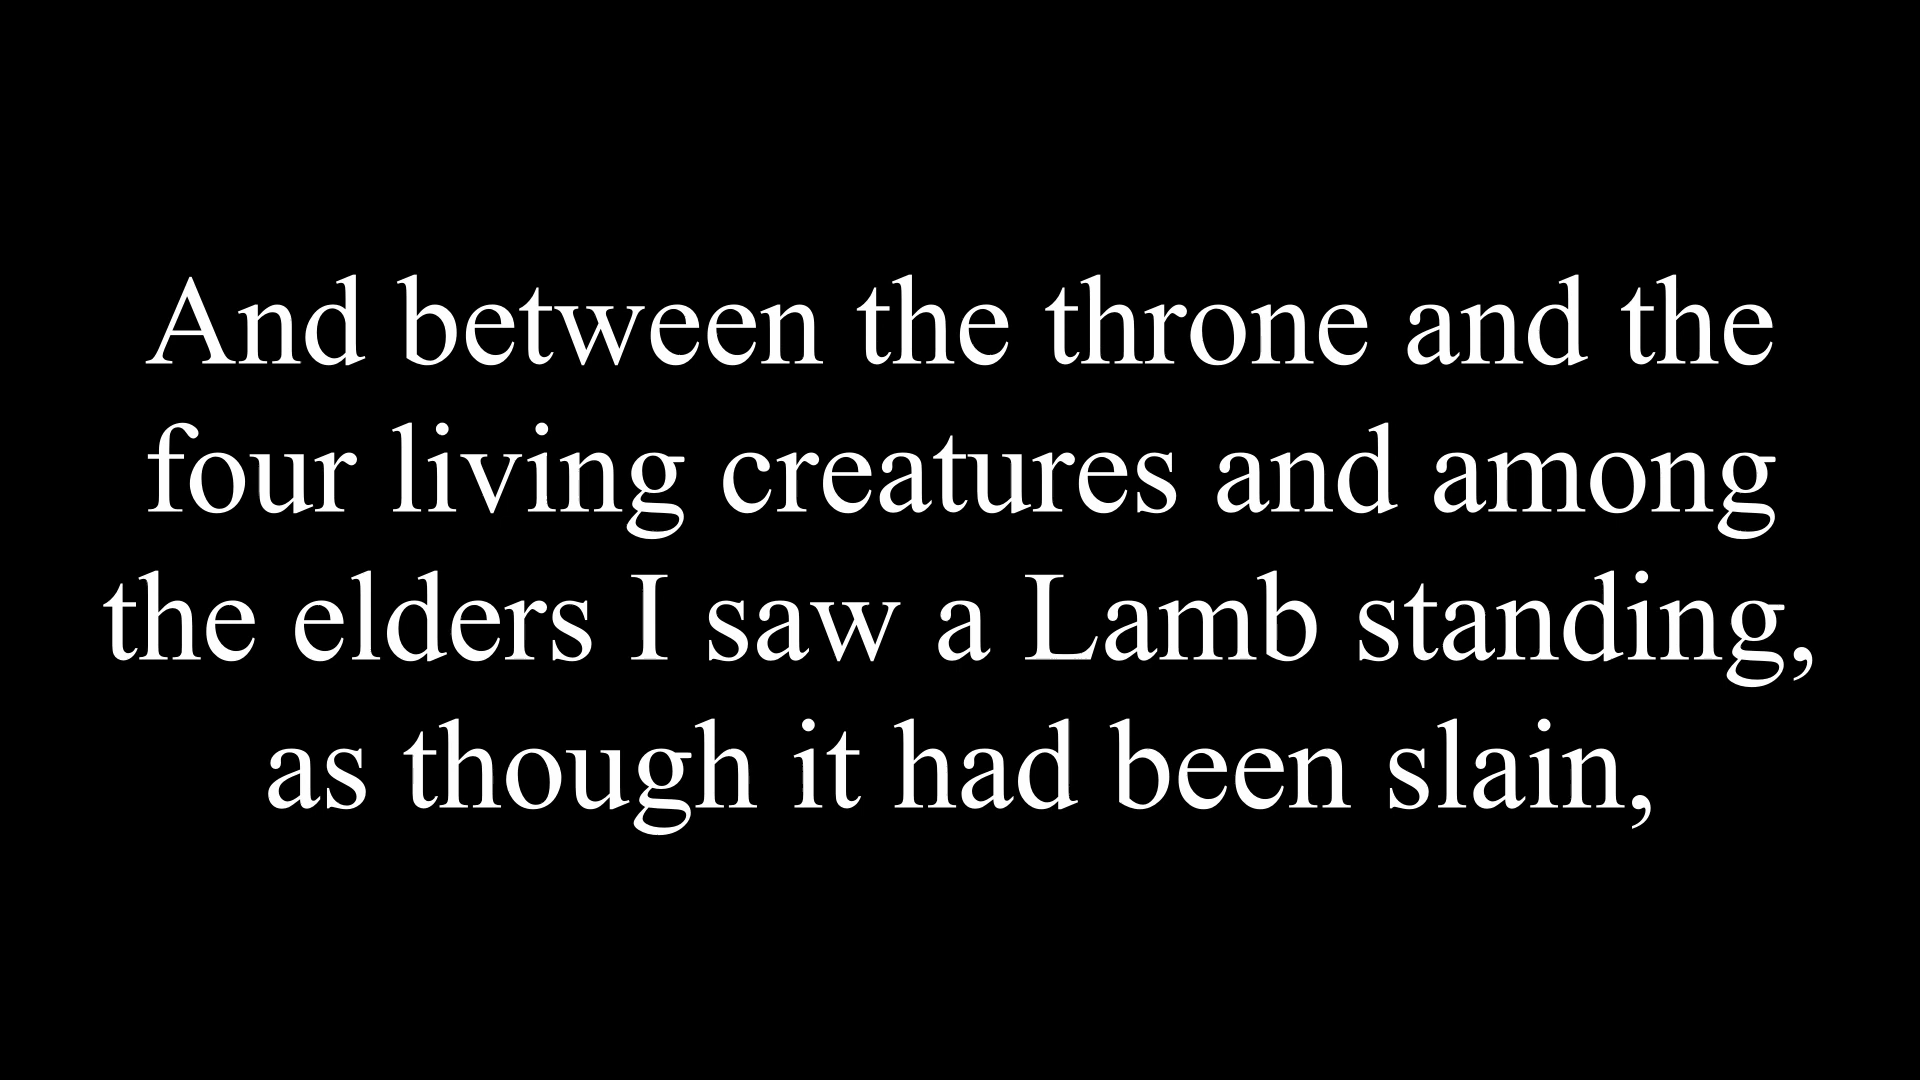 And between the throne and the
four living creatures and among
the elders I saw a Lamb standing,
as though it had been slain,